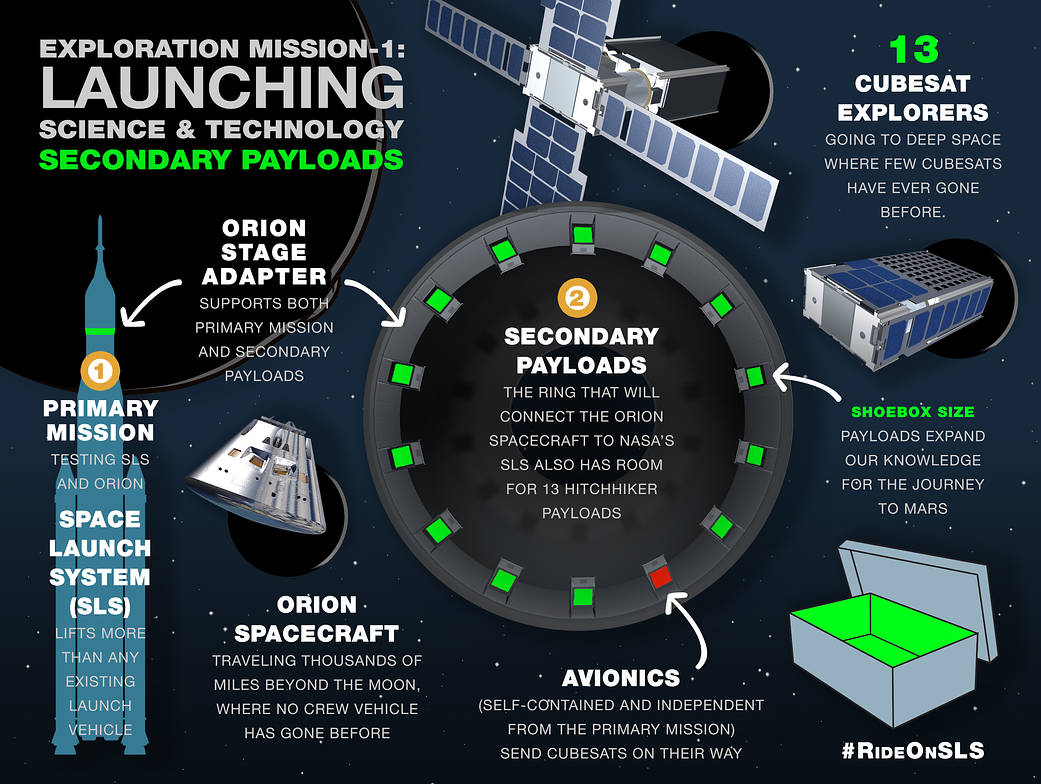 EXPLORATION MISSION-1:
LAUNCHING
SCIENCE & TECHNOLOGY
SECONDARY PAYLOADS
13
CUBESAT
EXPLORERS
GOING TO DEEP SPACE
WHERE FEW CUBESATS
HAVE EVER GONE
BEFORE.
ORION
STAGE
ADAPTER
SUPPORTS BOTH
PRIMARY MISSION
AND SECONDARY
PAYLOADS
1
PRIMARY
MISSION
TESTING SLS
AND ORION
SPACE
LAUNCH
SYSTEM
(SLS)
LIFTS MORE
THAN ANY
EXISTING
LAUNCH
VEHICLE
ORION
SPACECRAFT
TRAVELING THOUSANDS OF
MILES BEYOND THE MOON,
WHERE NO CREW VEHICLE
HAS GONE BEFORE
2
SECONDARY
PAYLOADS
THE RING THAT WILL
CONNECT THE ORION
SPACECRAFT TO NASA'S
SLS ALSO HAS ROOM
FOR 13 HITCHHIKER
PAYLOADS
AVIONICS
(SELF-CONTAINED AND INDEPENDENT
FROM THE PRIMARY MISSION)
SEND CUBESATS ON THEIR WAY
SHOEBOX SIZE
PAYLOADS EXPAND
OUR KNOWLEDGE
FOR THE JOURNEY
TO MARS
#RIDEONSLS